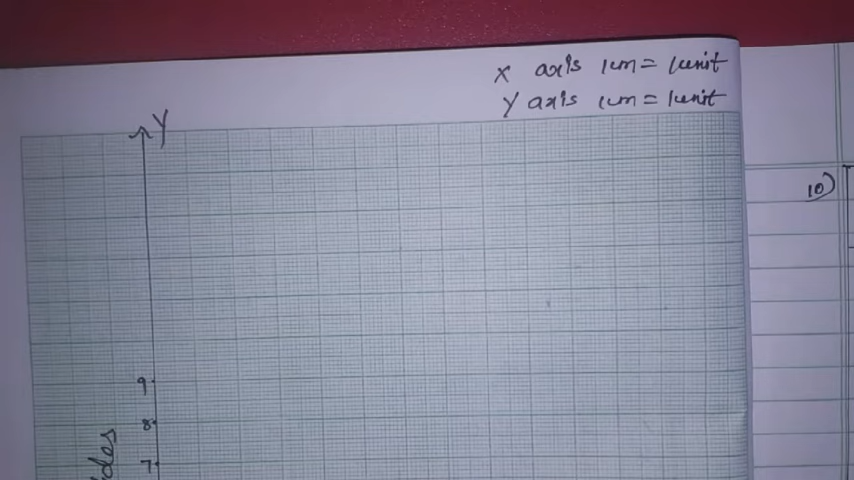 X axis 1cm = 1unit
Y axis 1cm = 1unit
Y
10)
9
8
7